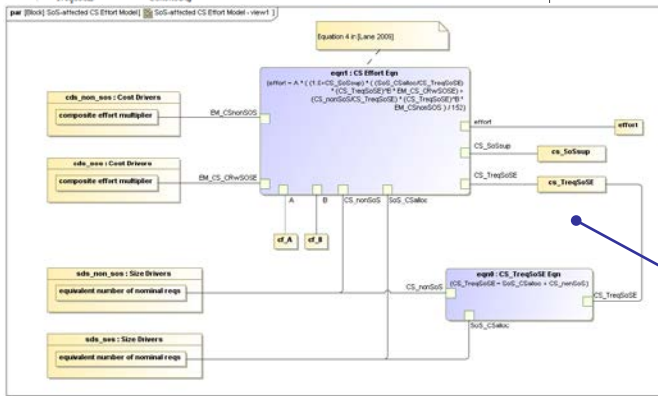 par [Block] SoS-affected CS Effort Model [ SoS-affected CS Effort Model - view1 ]
Equation 4 in [Lane 2009]
eqn1 : CS Effort Eqn
{effort = A * ( (1.0+CS_SoSsup) * ( (SoS_CSalloc/CS_TreqSoSE)
* (CS_TreqSoSE)^B * EM_CS_CRwSOSE) +
(CS_nonSoS/CS_TreqSoSE) * (CS_TreqSoSE)^B *
EM_CSnonSOS ) / 152}
cds_non_sos : Cost Drivers
composite effort multiplier
EM_CSnonSOS
effort
effort
CS_SoSsup
cs_SoSsup
cds_sos : Cost Drivers
composite effort multiplier
EM_CS_CRwSOSE
CS_TreqSoSE
cs_TreqSoSE
A
B
CS_nonSoS
SoS_CSalloc
cf_A
cf_B
sds_non_sos : Size Drivers
equivalent number of nominal reqs
CS_nonSoS
eqn0 : CS_TreqSoSE Eqn
{CS_TreqSoSE = SoS_CSalloc + CS_nonSoS}
CS_TreqSoSE
SoS_CSalloc
sds_sos : Size Drivers
equivalent number of nominal reqs